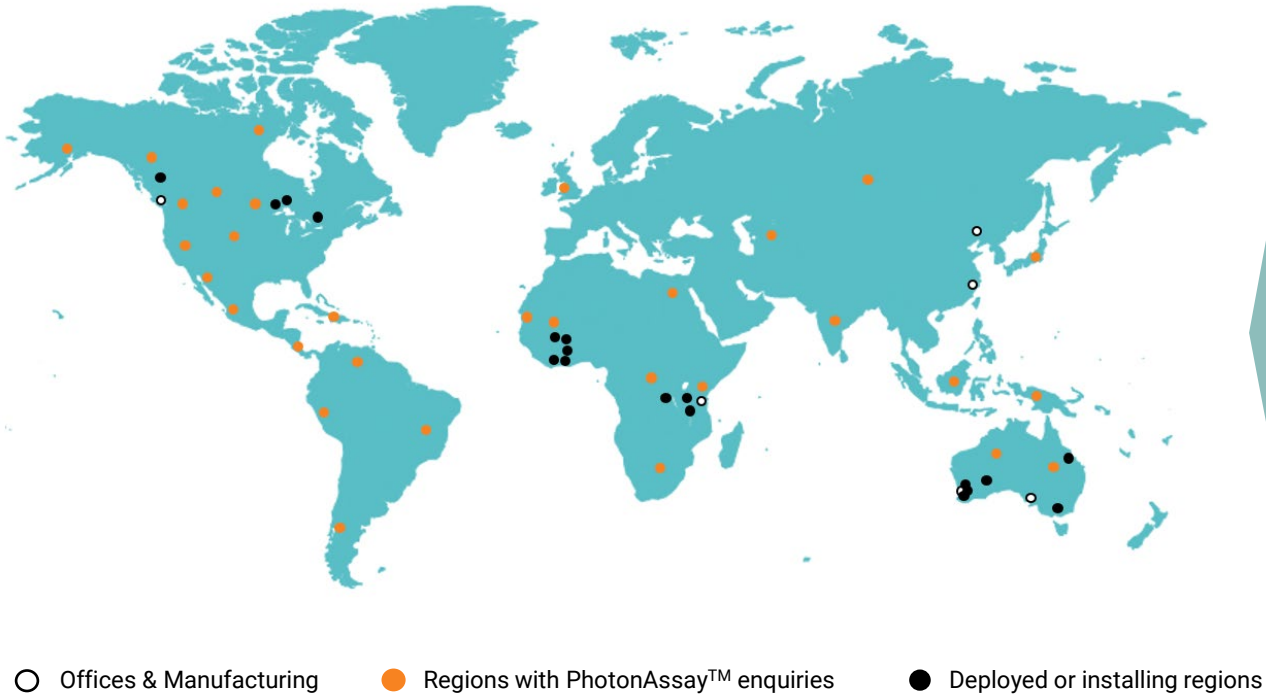 Offices & Manufacturing Regions with PhotonAssay™ enquiries Deployed or installing regions